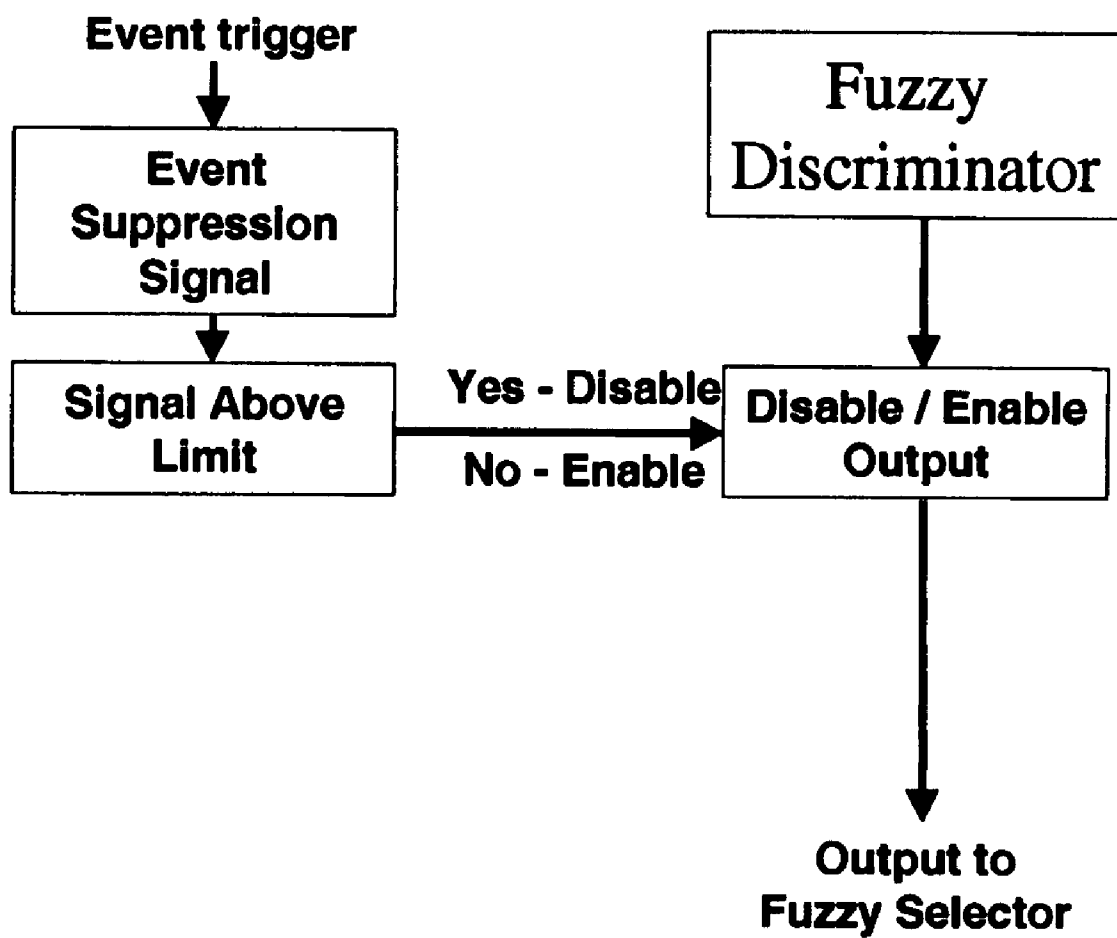 Event trigger
Event
Suppression
Signal
Signal Above
Limit
Yes - Disable
No - Enable
Fuzzy
Discriminator
Disable / Enable
Output
Output to
Fuzzy Selector